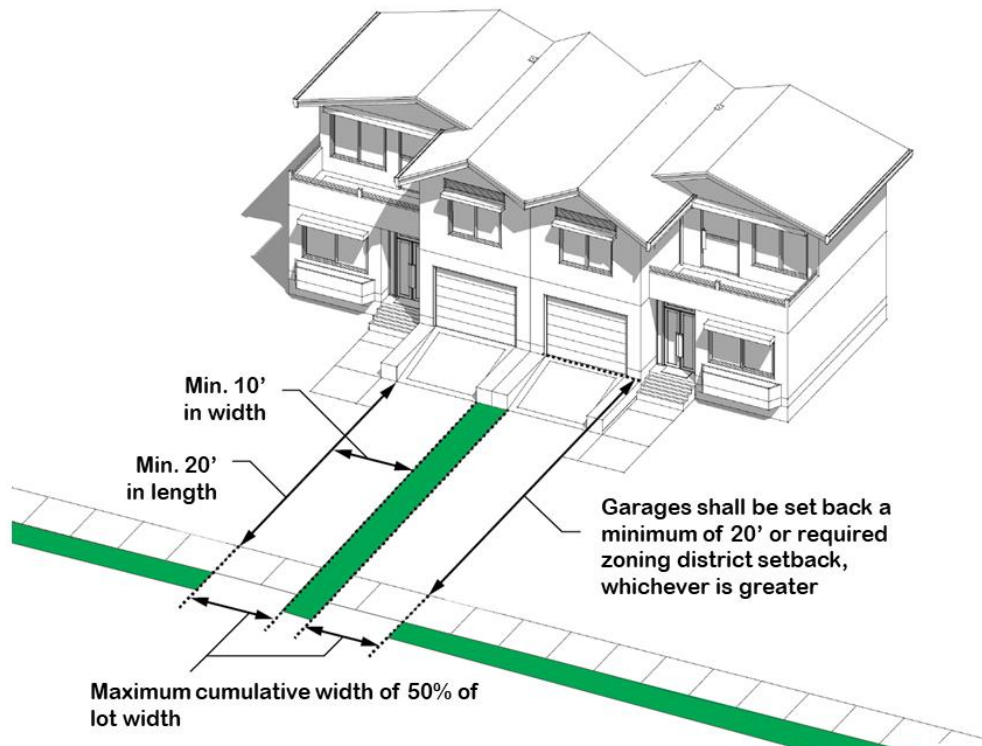 Min. 10'
in width
Min. 20'
in length
Garages shall be set back a
minimum of 20' or required
zoning district setback,
whichever is greater
Maximum cumulative width of 50% of
lot width